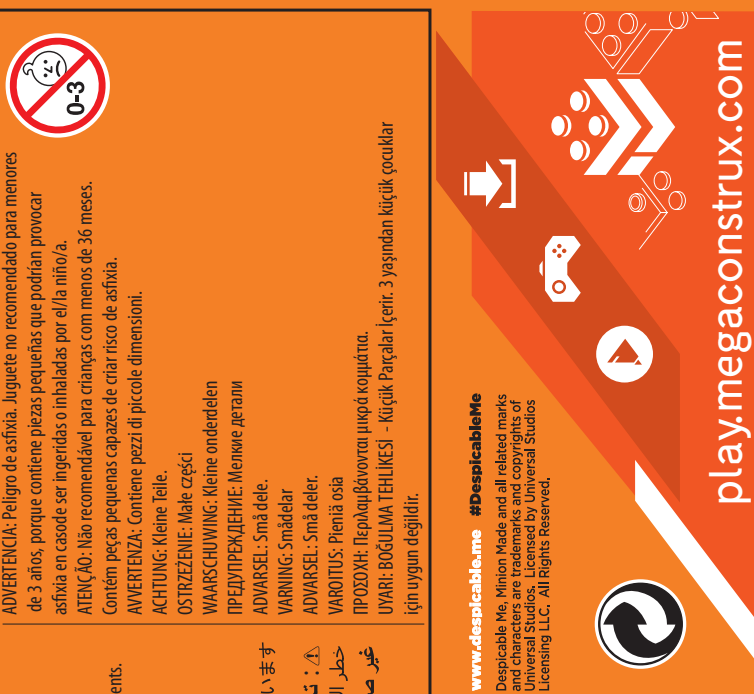 ADVERTENCIA: Peligro de asfixia. Juguete no recomendado para menores
de 3 años, porque contiene piezas pequeñas que podrían provocar
asfixia en casode ser ingeridas o inhaladas por el/la niño/a.
ATENÇÃO: Não recomendável para crianças com menos de 36 meses.
Contém peças pequenas capazes de criar risco de asfixia.
AVVERTENZA: Contiene pezzi di piccole dimensioni.
ACHTUNG: Kleine Teile.
OSTRZEŻENIE: Małe części
WAARSCHUWING: Kleine onderdelen
ПРЕДУПРЕЖДЕНИЕ: Мелкие детали
ADVARSEL: Små dele.
VARNING: Smådelar
ADVARSEL: Små deler.
VAROITUS: Pieniä osia
ΠΡΟΣΟΧΗ: Περιλαμβάνονται μικρά κομμάτια.
UYARI: BOĞULMA TEHLİKESİ - Küçük Parçalar İçerir. 3 yaşından küçük çocuklar
için uygun değildir.
0-3
ents.
います
خطر
غير
www.despicable.me #DespicableMe
Despicable Me, Minion Made and all related marks
and characters are trademarks and copyrights of
Universal Studios. Licensed by Universal Studios
Licensing LLC. All Rights Reserved.
play.megaconstrux.com